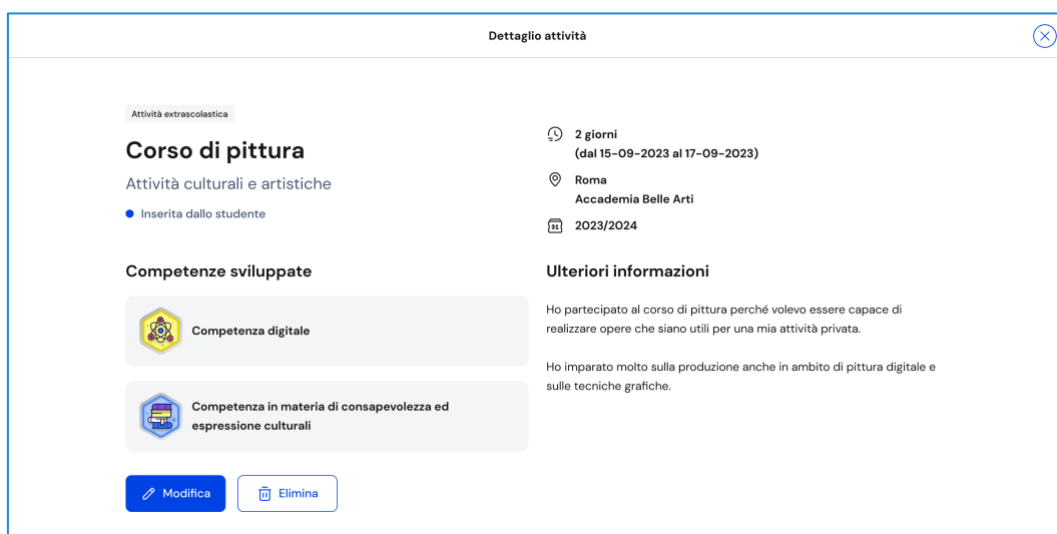 Dettaglio attività
Attività extrascolastica
Corso di pittura
Attività culturali e artistiche
Inserita dallo studente
2 giorni
(dal 15-09-2023 al 17-09-2023)
Roma
Accademia Belle Arti
31
2023/2024
Competenze sviluppate
Competenza digitale
Competenza in materia di consapevolezza ed
espressione culturali
Ulteriori informazioni
Ho partecipato al corso di pittura perché volevo essere capace di
realizzare opere che siano utili per una mia attività privata.
Ho imparato molto sulla produzione anche in ambito di pittura digitale e
sulle tecniche grafiche.
Modifica
Elimina